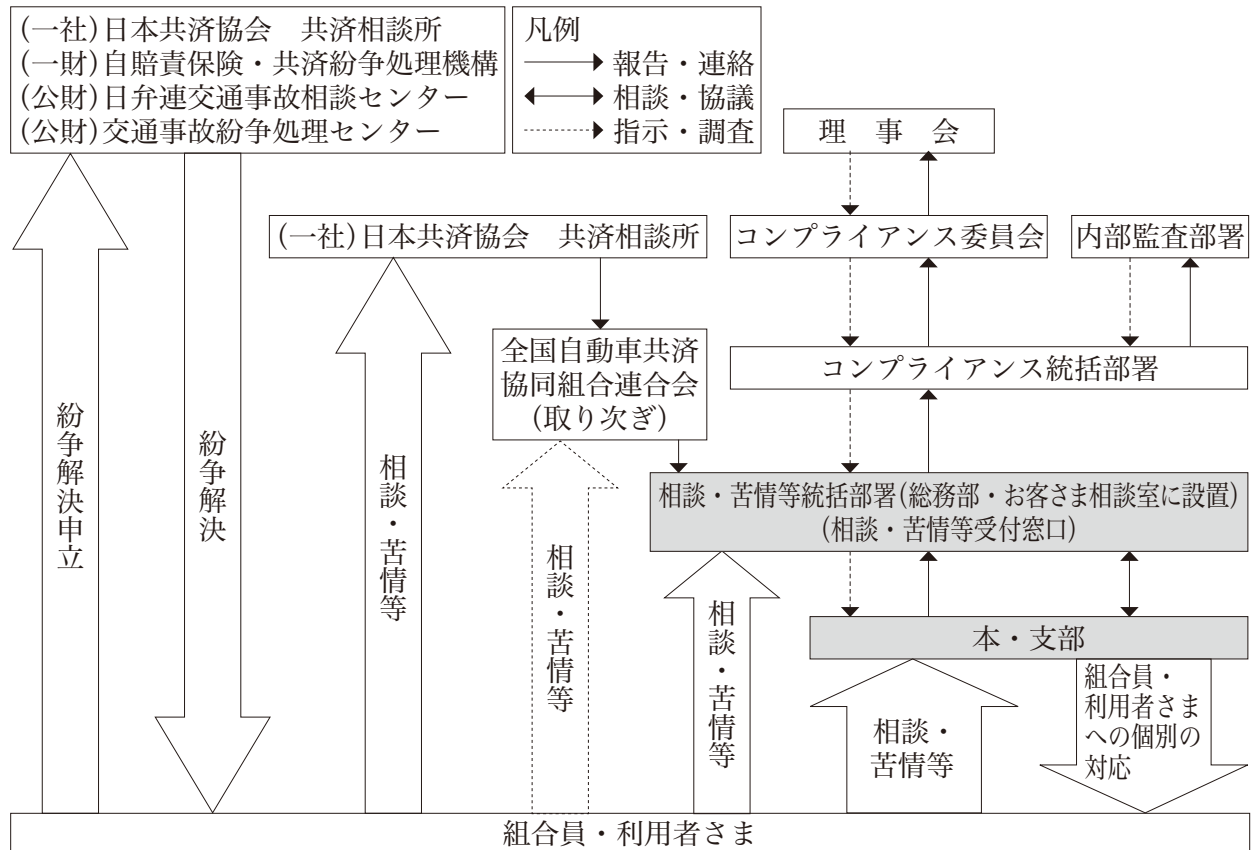 (一社)日本共済協会　共済相談所
(一財)自賠責保険・共済紛争処理機構
(公財)日弁連交通事故相談センター
(公財)交通事故紛争処理センター
凡例
報告・連絡
相談・協議
指示・調査
理　事　会
(一社)日本共済協会　共済相談所
コンプライアンス委員会
内部監査部署
全国自動車共済
協同組合連合会
(取り次ぎ)
コンプライアンス統括部署
紛争解決申立
紛争解決
相談・苦情等
相談・苦情等
相談・苦情等統括部署(総務部・お客さま相談室に設置)
(相談・苦情等受付窓口)
相談・苦情等
本・支部
相談・
苦情等
組合員・
利用者さま
への個別の
対応
組合員・利用者さま